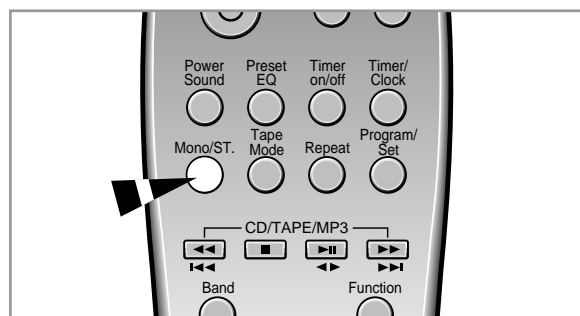 Power Sound
Preset EQ
Timer on/off
Timer/ Clock
Mono/ST.
Tape Mode
Repeat
Program/ Set
CD/TAPE/MP3
Band
Function